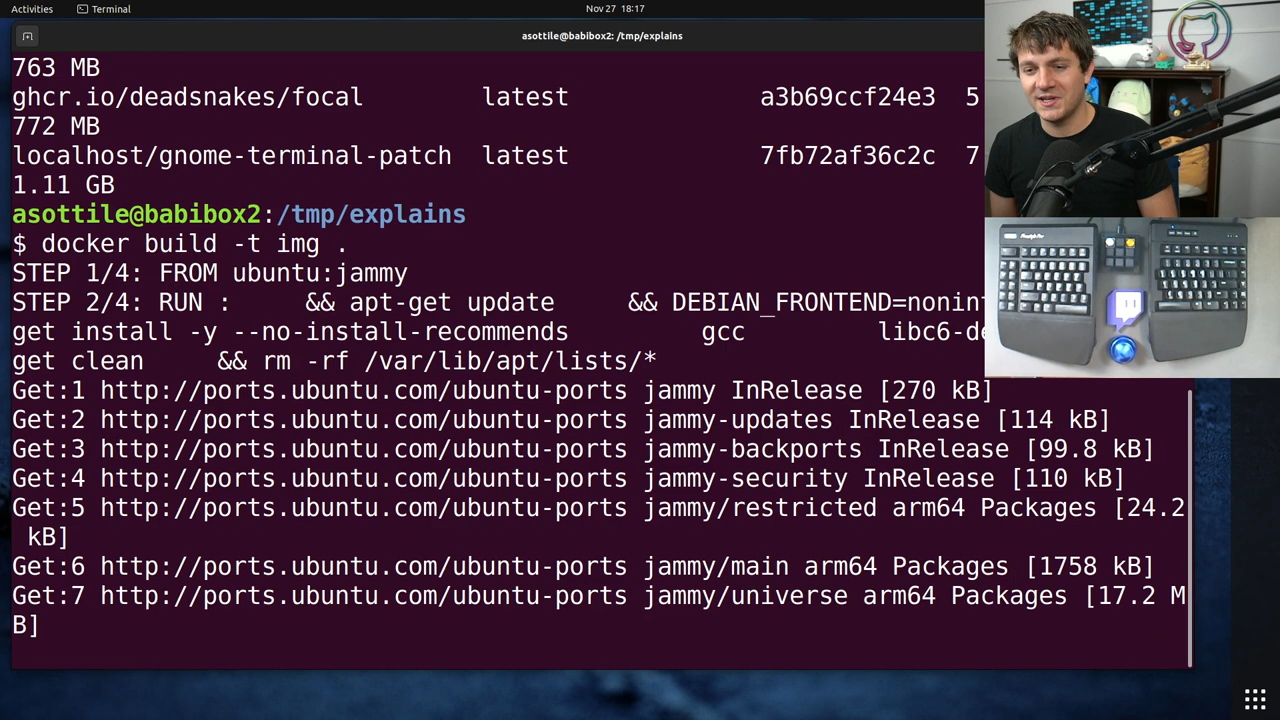 Activities
Terminal
Nov 27 18:17
asottile@babibox2: /tmp/explains
763 MB
ghcr.io/deadsnakes/focal latest a3b69ccf24e3 5
772 MB
localhost/gnome-terminal-patch latest 7fb72af36c2c 7
1.11 GB
asottile@babibox2:/tmp/explains
$ docker build -t img .
STEP 1/4: FROM ubuntu:jammy
STEP 2/4: RUN : && apt-get update && DEBIAN_FRONTEND=nonint
get install -y --no-install-recommends gcc libc6-de
get clean && rm -rf /var/lib/apt/lists/*
Get:1 http://ports.ubuntu.com/ubuntu-ports jammy InRelease [270 kB]
Get:2 http://ports.ubuntu.com/ubuntu-ports jammy-updates InRelease [114 kB]
Get:3 http://ports.ubuntu.com/ubuntu-ports jammy-backports InRelease [99.8 kB]
Get:4 http://ports.ubuntu.com/ubuntu-ports jammy-security InRelease [110 kB]
Get:5 http://ports.ubuntu.com/ubuntu-ports jammy/restricted arm64 Packages [24.2
kB]
Get:6 http://ports.ubuntu.com/ubuntu-ports jammy/main arm64 Packages [1758 kB]
Get:7 http://ports.ubuntu.com/ubuntu-ports jammy/universe arm64 Packages [17.2 M
B]